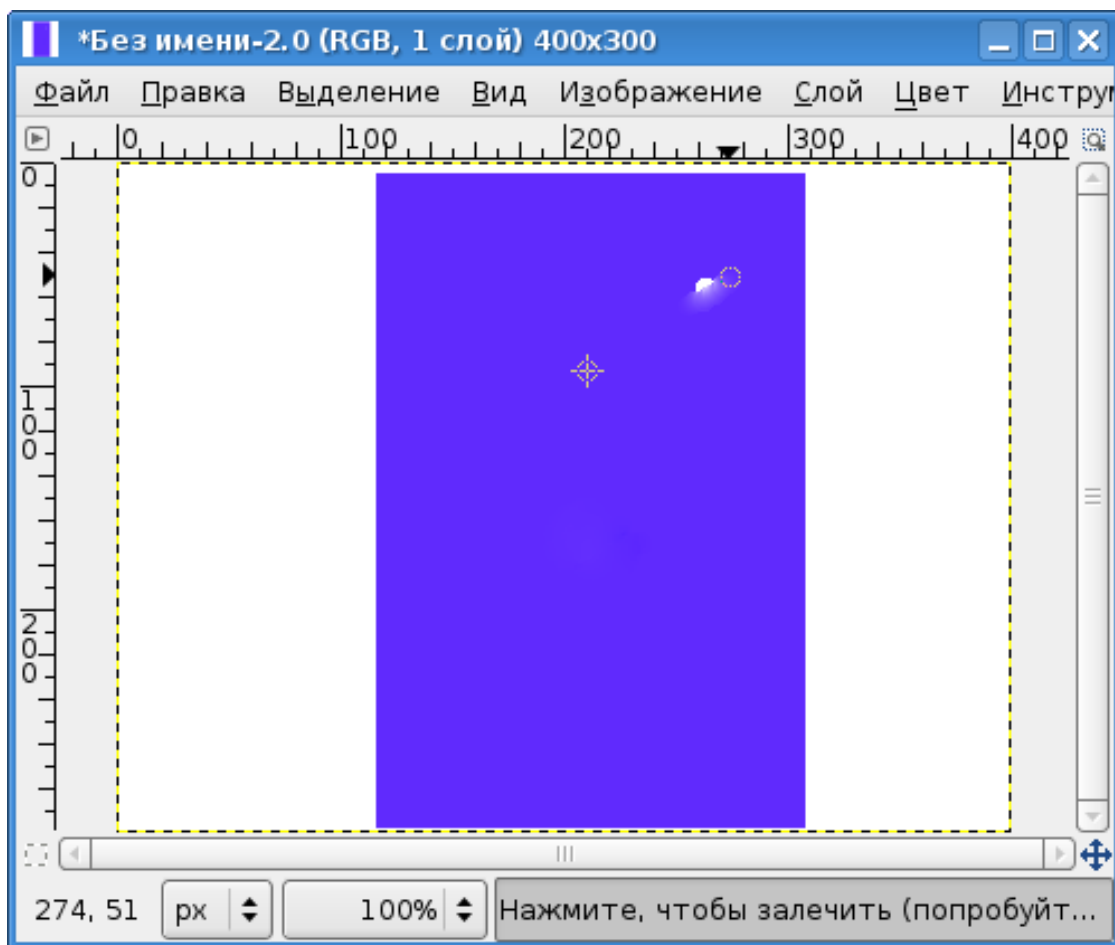 *Без имени-2.0 (RGB, 1 слой) 400x300
Файл Правка Выделение Вид Изображение Слой Цвет Инстру
0 100 200 300 400
0
100
200
274, 51 px 100% Нажмите, чтобы залечить (попробуйт...